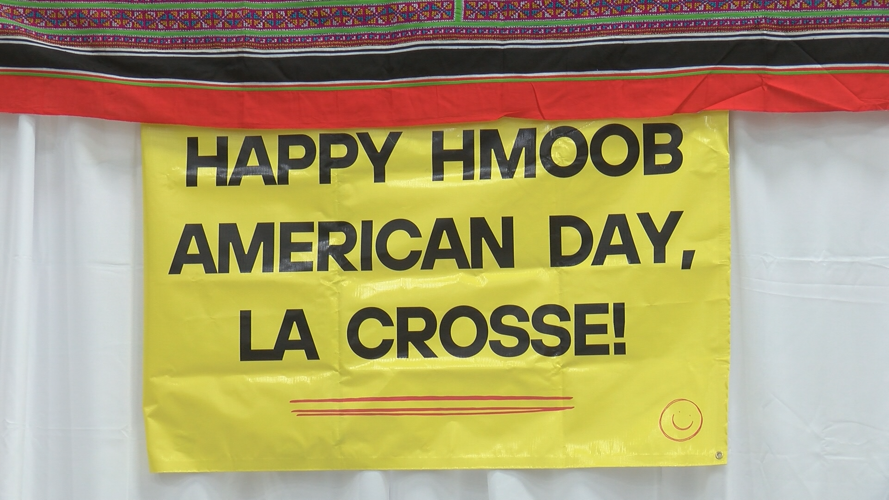 HAPPY HMOOB
AMERICAN DAY,
LA CROSSE!